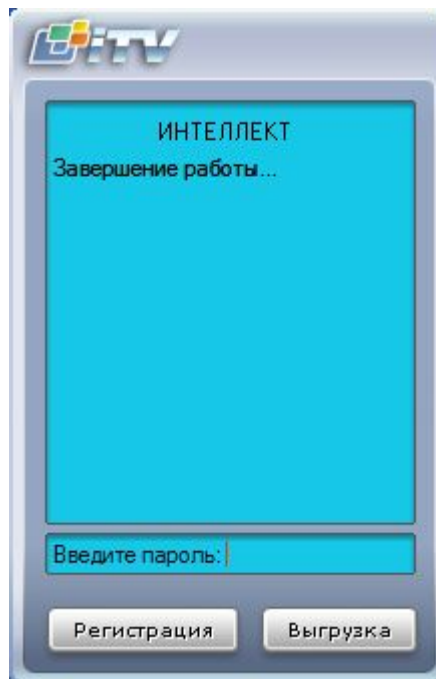 iTV
ИНТЕЛЛЕКТ
Завершение работы...
Введите пароль:
Регистрация
Выгрузка